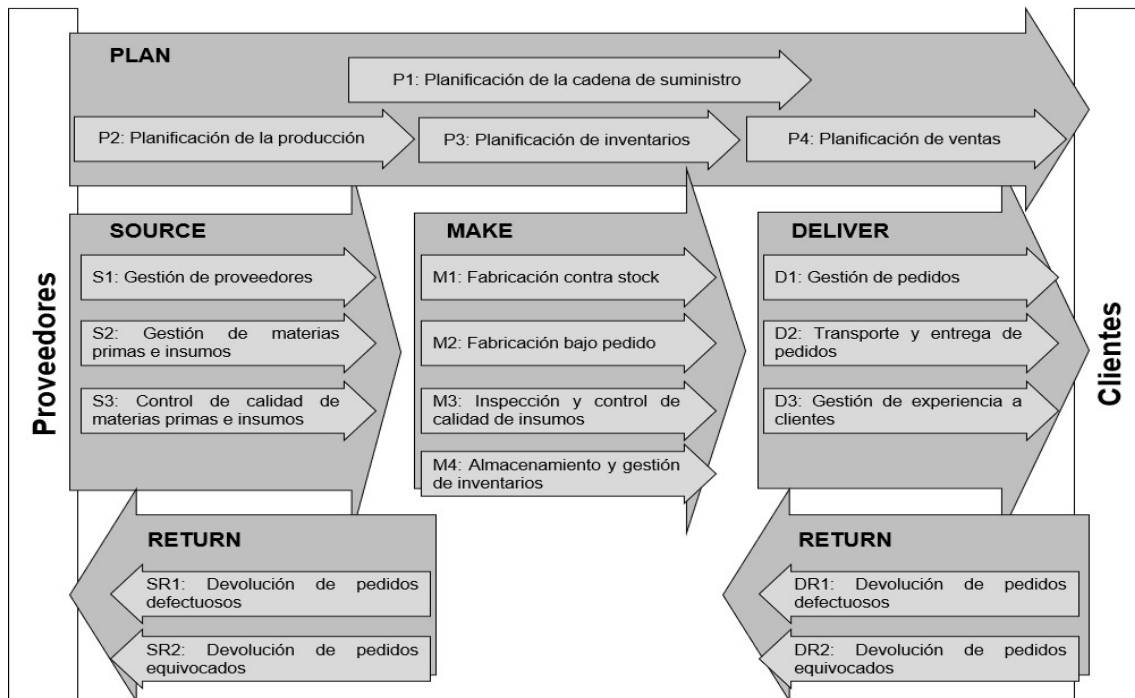 Proveedores
PLAN
P1: Planificación de la cadena de suministro
P2: Planificación de la producción
P3: Planificación de inventarios
P4: Planificación de ventas
SOURCE
S1: Gestión de proveedores
S2: Gestión de materias
primas e insumos
S3: Control de calidad de
materias primas e insumos
MAKE
M1: Fabricación contra stock
M2: Fabricación bajo pedido
M3: Inspección y control de
calidad de insumos
M4: Almacenamiento y gestión
de inventarios
DELIVER
D1: Gestión de pedidos
D2: Transporte y entrega de
pedidos
D3: Gestión de experiencia a
clientes
RETURN
SR1: Devolución de pedidos
defectuosos
SR2: Devolución de pedidos
equivocados
RETURN
DR1: Devolución de pedidos
defectuosos
DR2: Devolución de pedidos
equivocados
Clientes